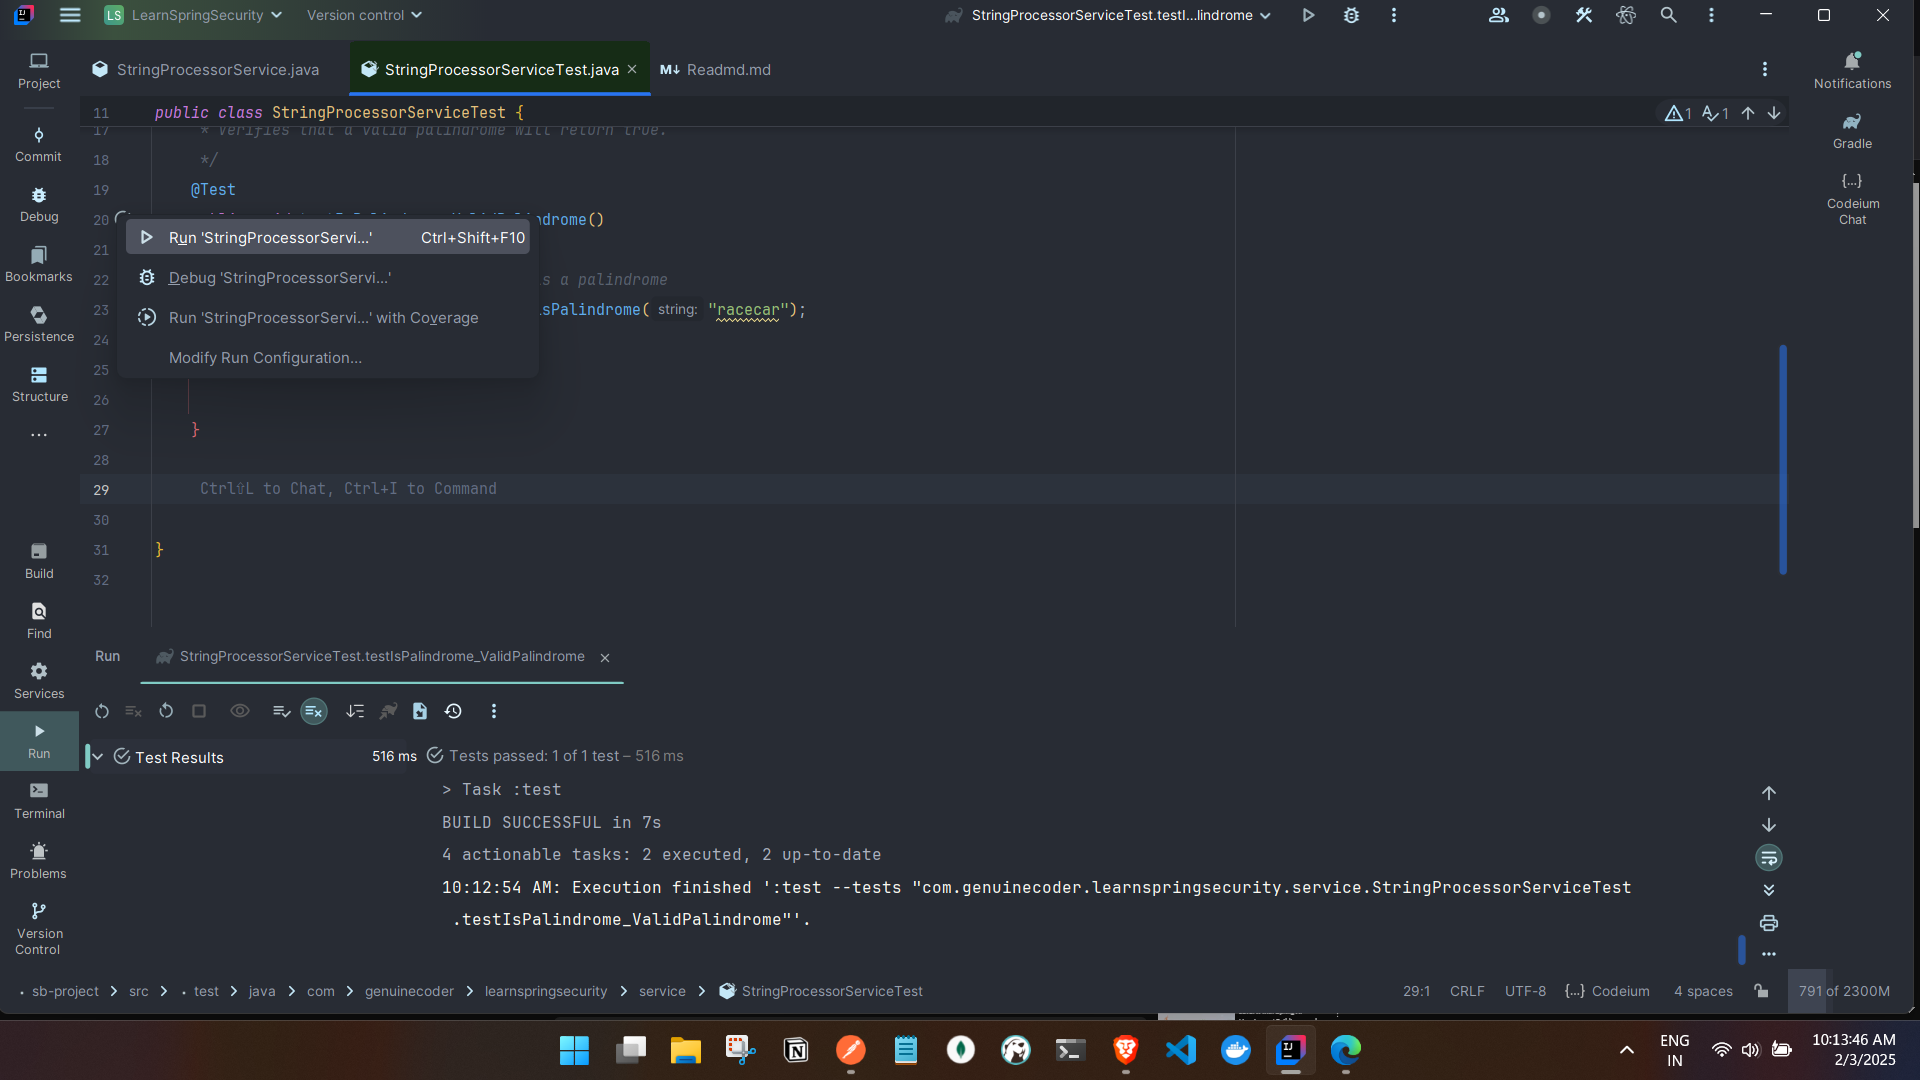 LS LearnSpringSecurity Version control StringProcessorServiceTest.testI...lindrome
Project
Commit
Debug
Bookmarks
Persistence
Structure
Build
Find
Services
Run
Terminal
Problems
Version
Control
StringProcessorService.java StringProcessorServiceTest.java M↓ Readmd.md
11 public class StringProcessorServiceTest {
1 1
17 * Verifies that a valid palindrome will return true.
18 */
19 @Test
20 ndrome()
21
22 s a palindrome
23 sPalindrome( string: "racecar");
24
25
26
27 }
28
29 Ctrl⇧L to Chat, Ctrl+I to Command
30
31 }
32
Run 'StringProcessorServi...' Ctrl+Shift+F10
Debug 'StringProcessorServi...'
Run 'StringProcessorServi...' with Coverage
Modify Run Configuration...
Notifications
Gradle
{...}
Codeium
Chat
Run StringProcessorServiceTest.testIsPalindrome_ValidPalindrome
Test Results 516 ms Tests passed: 1 of 1 test – 516 ms
> Task :test
BUILD SUCCESSFUL in 7s
4 actionable tasks: 2 executed, 2 up-to-date
10:12:54 AM: Execution finished ':test --tests "com.genuinecoder.learnspringsecurity.service.StringProcessorServiceTest
.testIsPalindrome_ValidPalindrome"'.
sb-project > src > test > java > com > genuinecoder > learnspringsecurity > service > StringProcessorServiceTest
29:1 CRLF UTF-8 {...} Codeium 4 spaces 791 of 2300M
ENG
IN
10:13:46 AM
2/3/2025